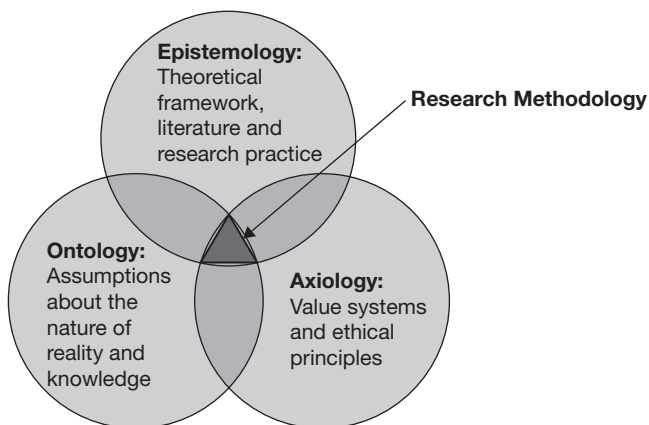 Epistemology:
Theoretical
framework,
literature and
research practice
Research Methodology
Ontology:
Assumptions
about the
nature of
reality and
knowledge
Axiology:
Value systems
and ethical
principles